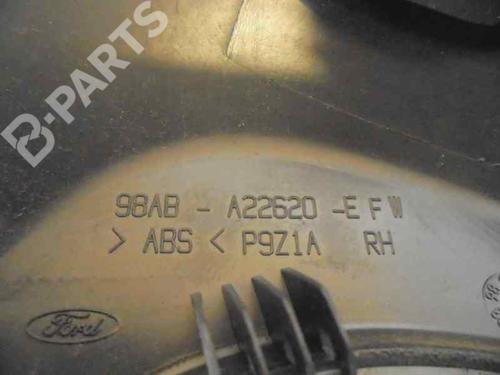 B-PARTS
98AB - A22620 -E F W
> ABS < P9Z1A RH
Ford